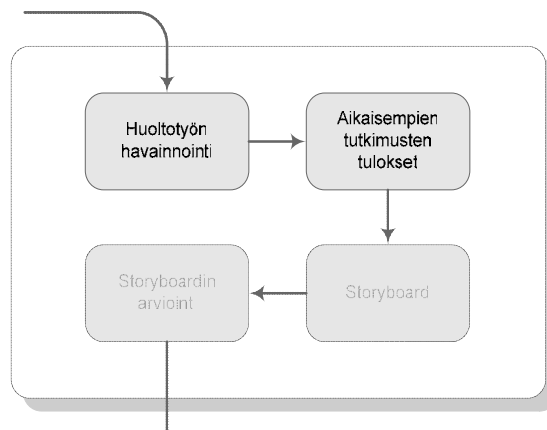 Huoltotyön
havainnointi
Aikaisempien
tutkimusten
tulokset
Storyboardin
arvioint
Storyboard